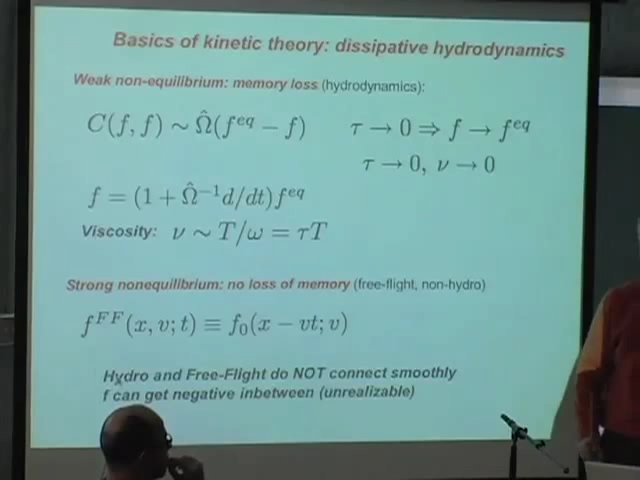 Basics of kinetic theory: dissipative hydrodynamics
Weak non-equilibrium: memory loss (hydrodynamics):
C(f, f) ∼ Ω̂(f^{eq} − f)
τ → 0 ⇒ f → f^{eq}
τ → 0, ν → 0
f = (1 + Ω̂^{−1}d/dt)f^{eq}
Viscosity: ν ∼ T/ω = τT
Strong nonequilibrium: no loss of memory (free-flight, non-hydro)
f^{FF}(x, v; t) ≡ f_0(x − vt; v)
Hydro and Free-Flight do NOT connect smoothly
f can get negative inbetween (unrealizable)